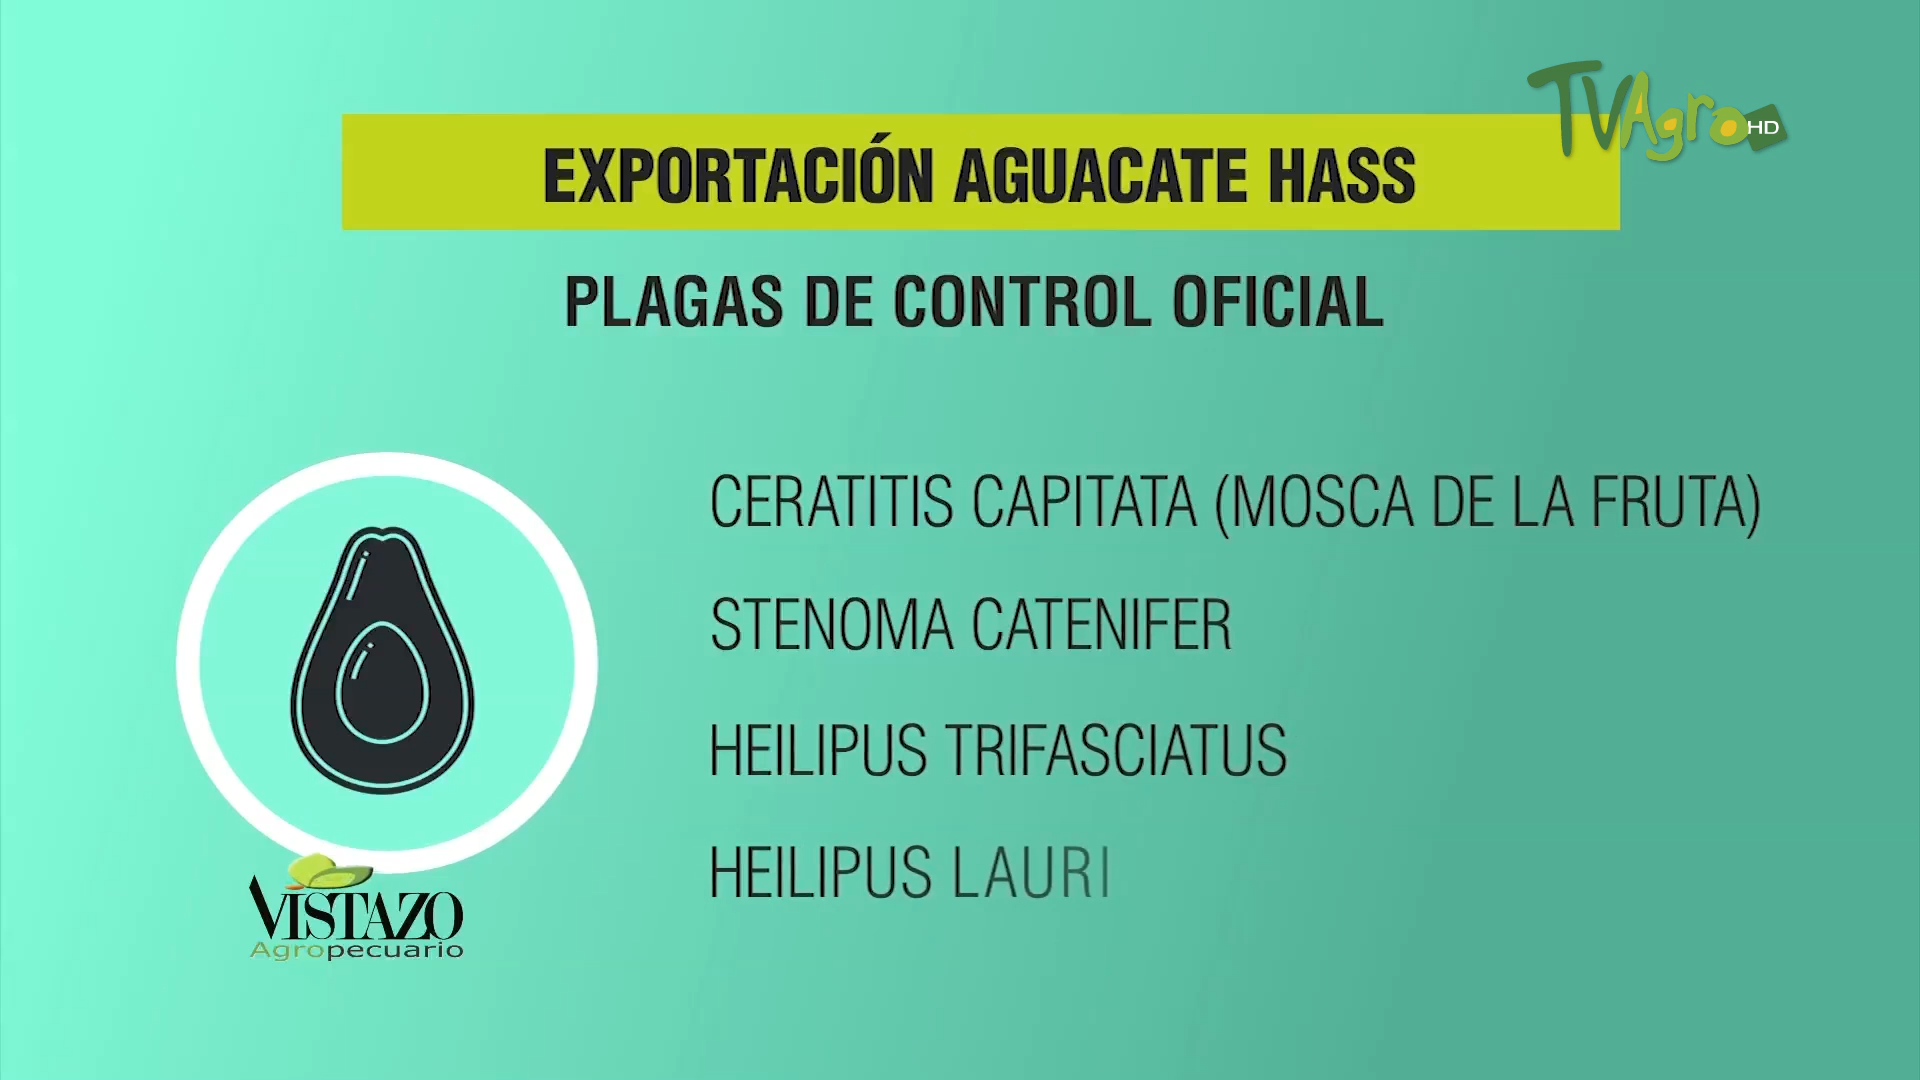 TVAgro HD
EXPORTACIÓN AGUACATE HASS
PLAGAS DE CONTROL OFICIAL
CERATITIS CAPITATA (MOSCA DE LA FRUTA)
STENOMA CATENIFER
HEILIPUS TRIFASCIATUS
HEILIPUS LAURI
VISTAZO
Agropecuario